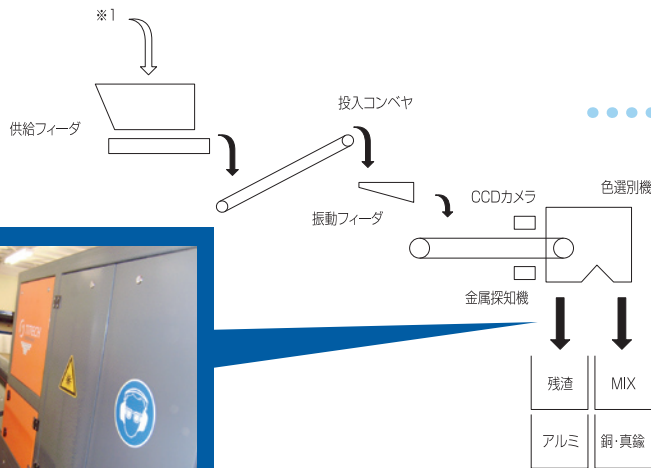 ※1
供給フィーダ
投入コンベヤ
振動フィーダ
CCDカメラ
色選別機
金属探知機
残渣
MIX
アルミ
銅・真鍮
TITECH